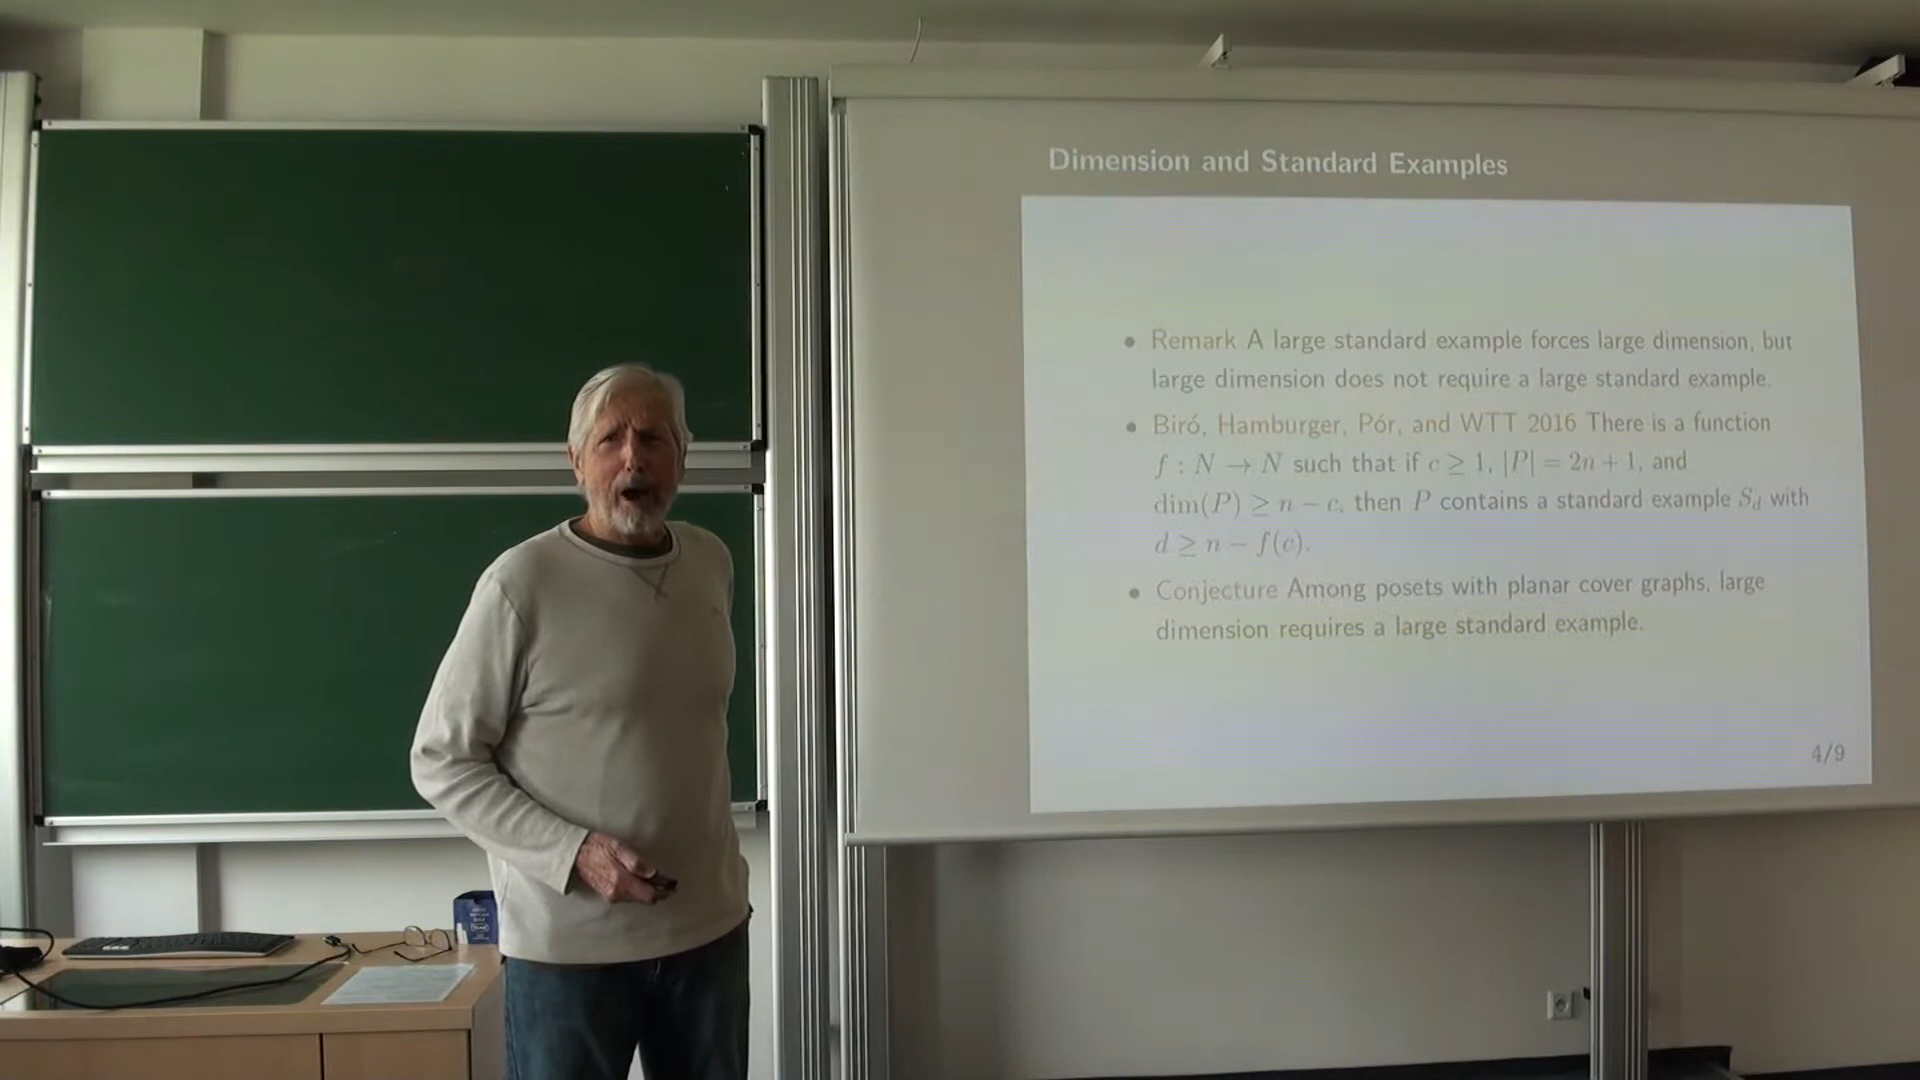 Dimension and Standard Examples
• Remark A large standard example forces large dimension, but
large dimension does not require a large standard example.
• Biró, Hamburger, Pór, and WTT 2016 There is a function
f : N → N such that if c ≥ 1, |P| = 2n + 1, and
dim(P) ≥ n − c, then P contains a standard example S_d with
d ≥ n − f(c).
• Conjecture Among posets with planar cover graphs, large
dimension requires a large standard example.
4/9